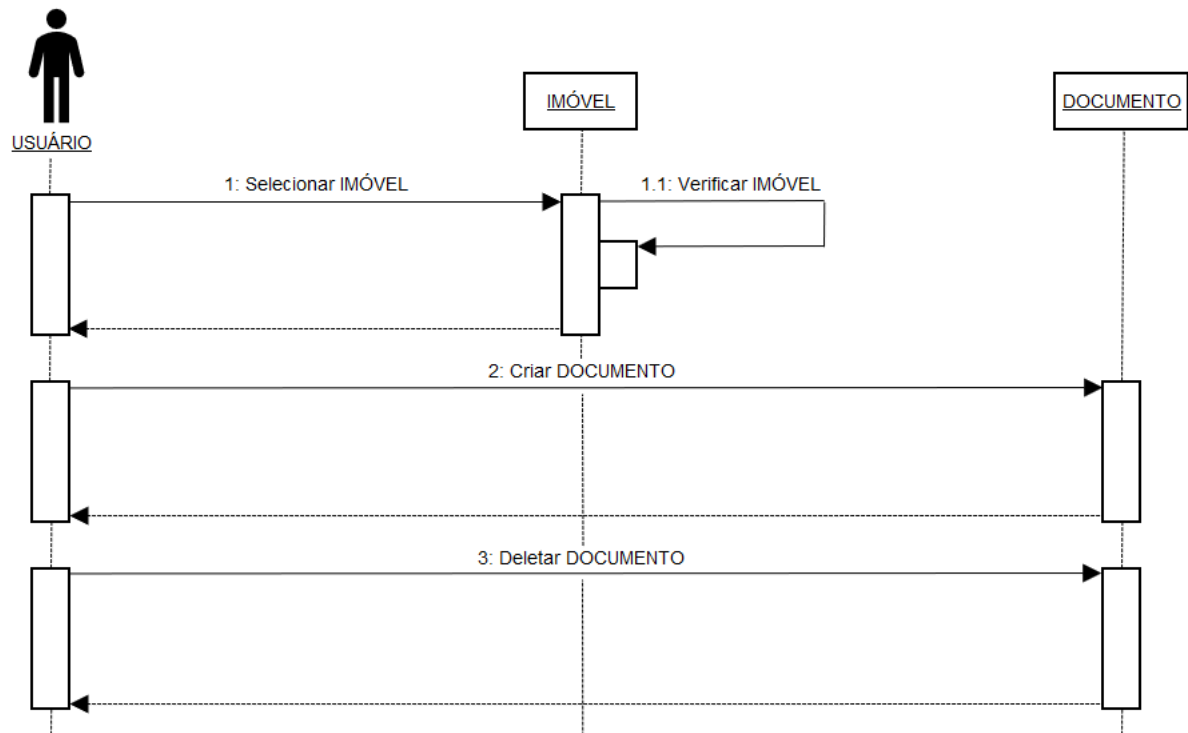 USUÁRIO
IMÓVEL
DOCUMENTO
1: Selecionar IMÓVEL
1.1: Verificar IMÓVEL
2: Criar DOCUMENTO
3: Deletar DOCUMENTO